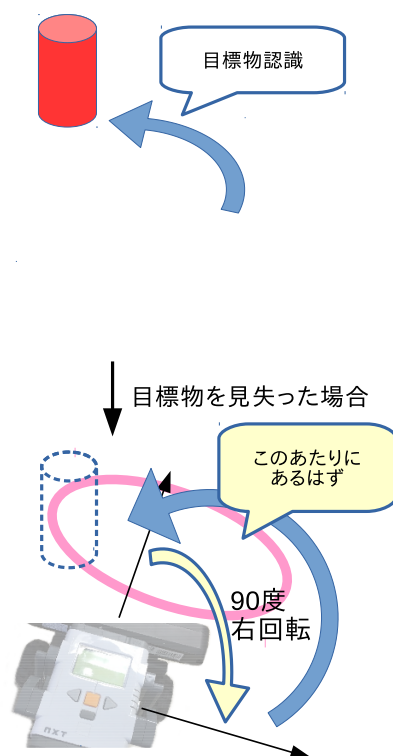 目標物認識
目標物を見失った場合
このあたりに
あるはず
90度
右回転
NXT